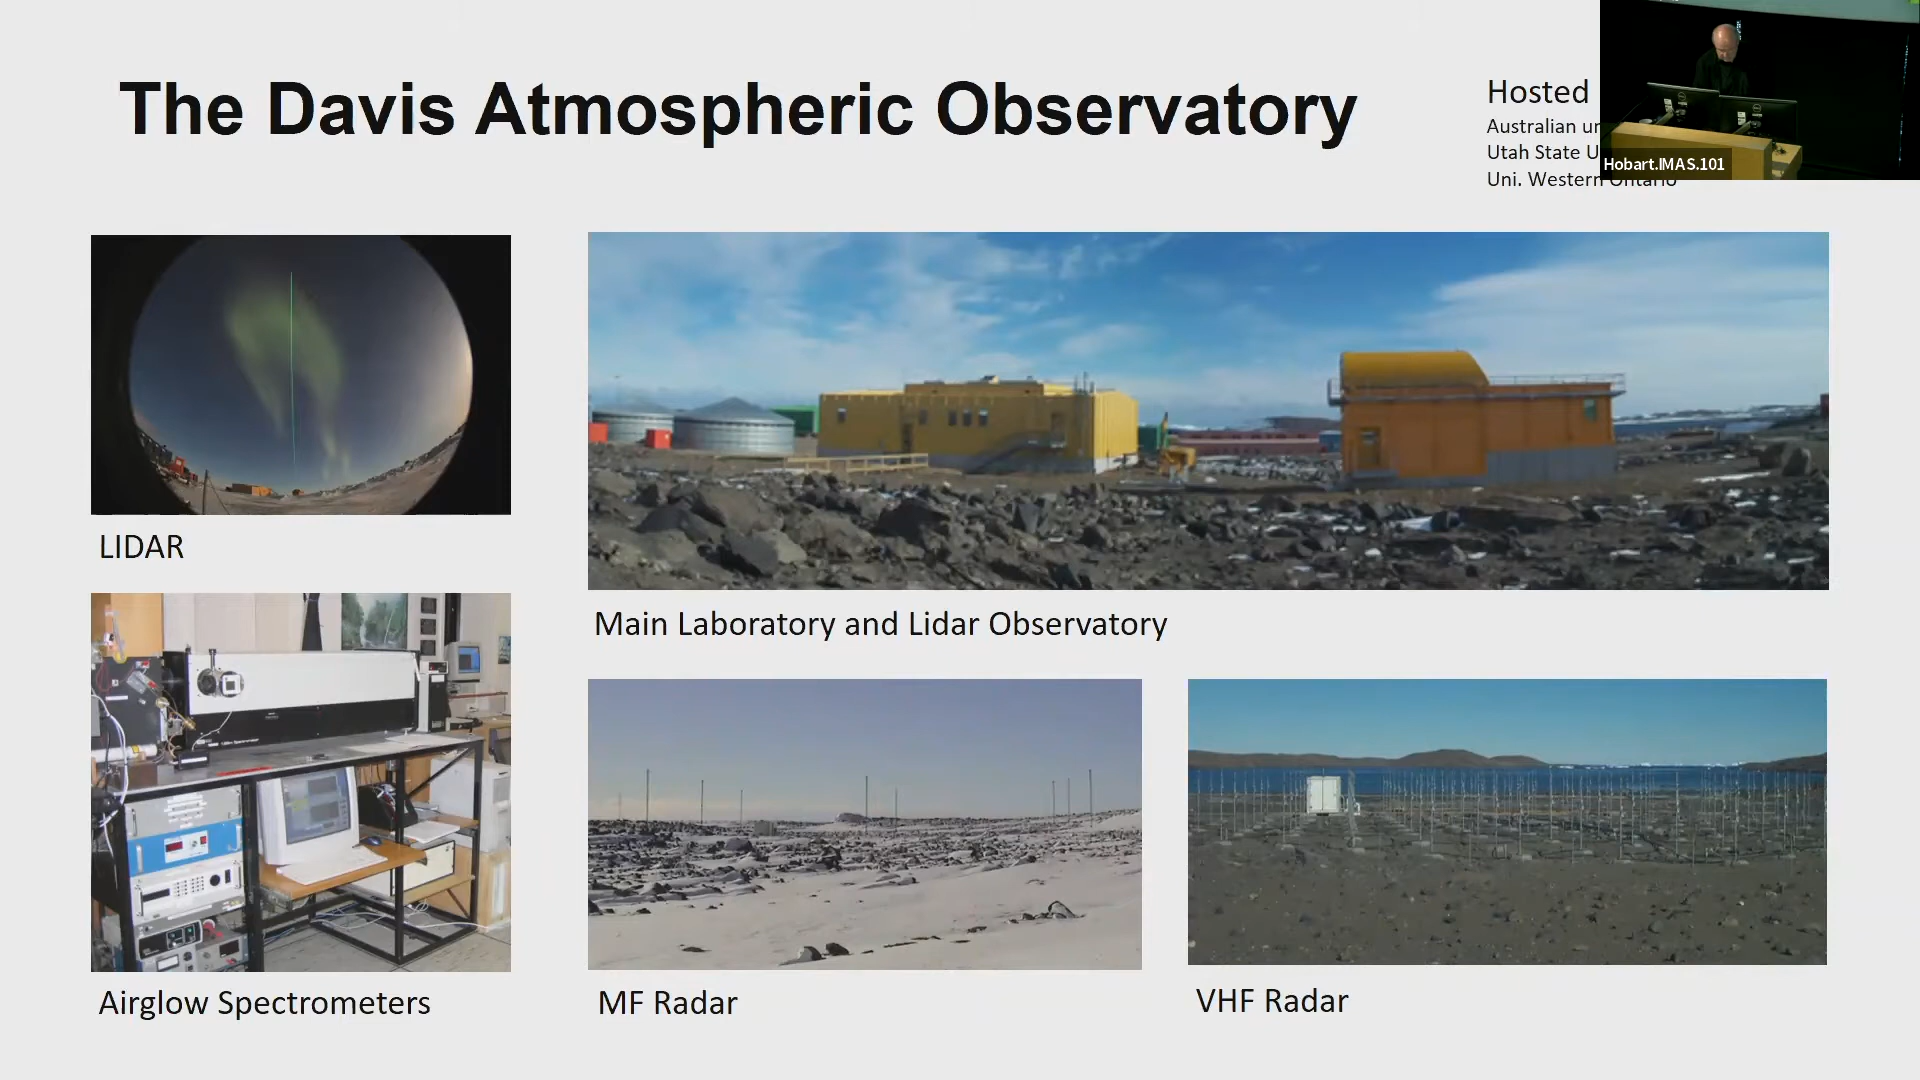 The Davis Atmospheric Observatory
Hosted
Australian
Utah State
Uni. Western Ontario
Hobart.IMAS.101
LIDAR
Main Laboratory and Lidar Observatory
Airglow Spectrometers
MF Radar
VHF Radar